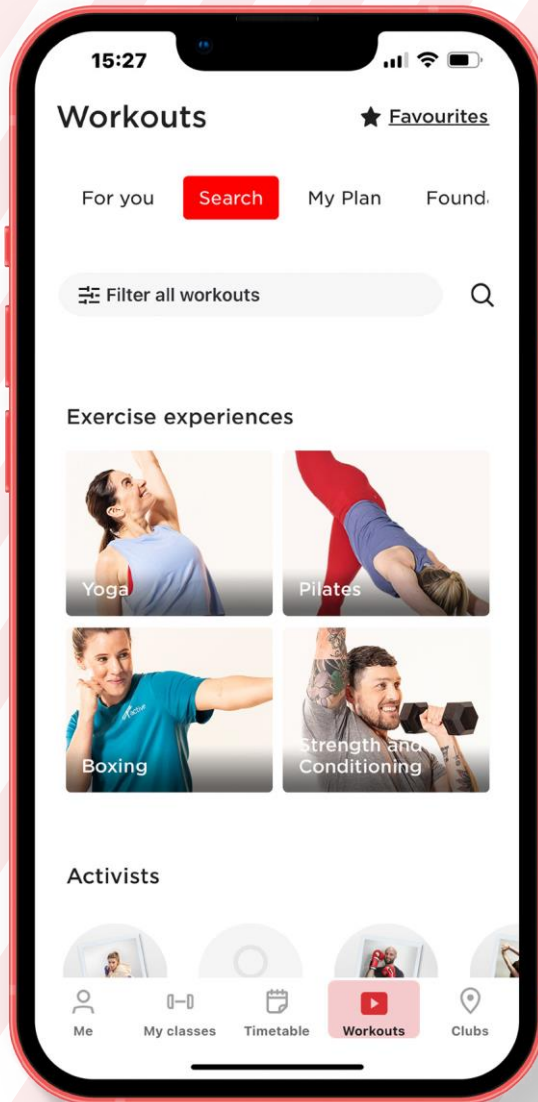 15:27
Workouts
Favourites
For you
Search
My Plan
Found
Filter all workouts
Exercise experiences
Yoga
Pilates
active
Boxing
Strength and
Conditioning
Activists
Me
My classes
Timetable
Workouts
Clubs